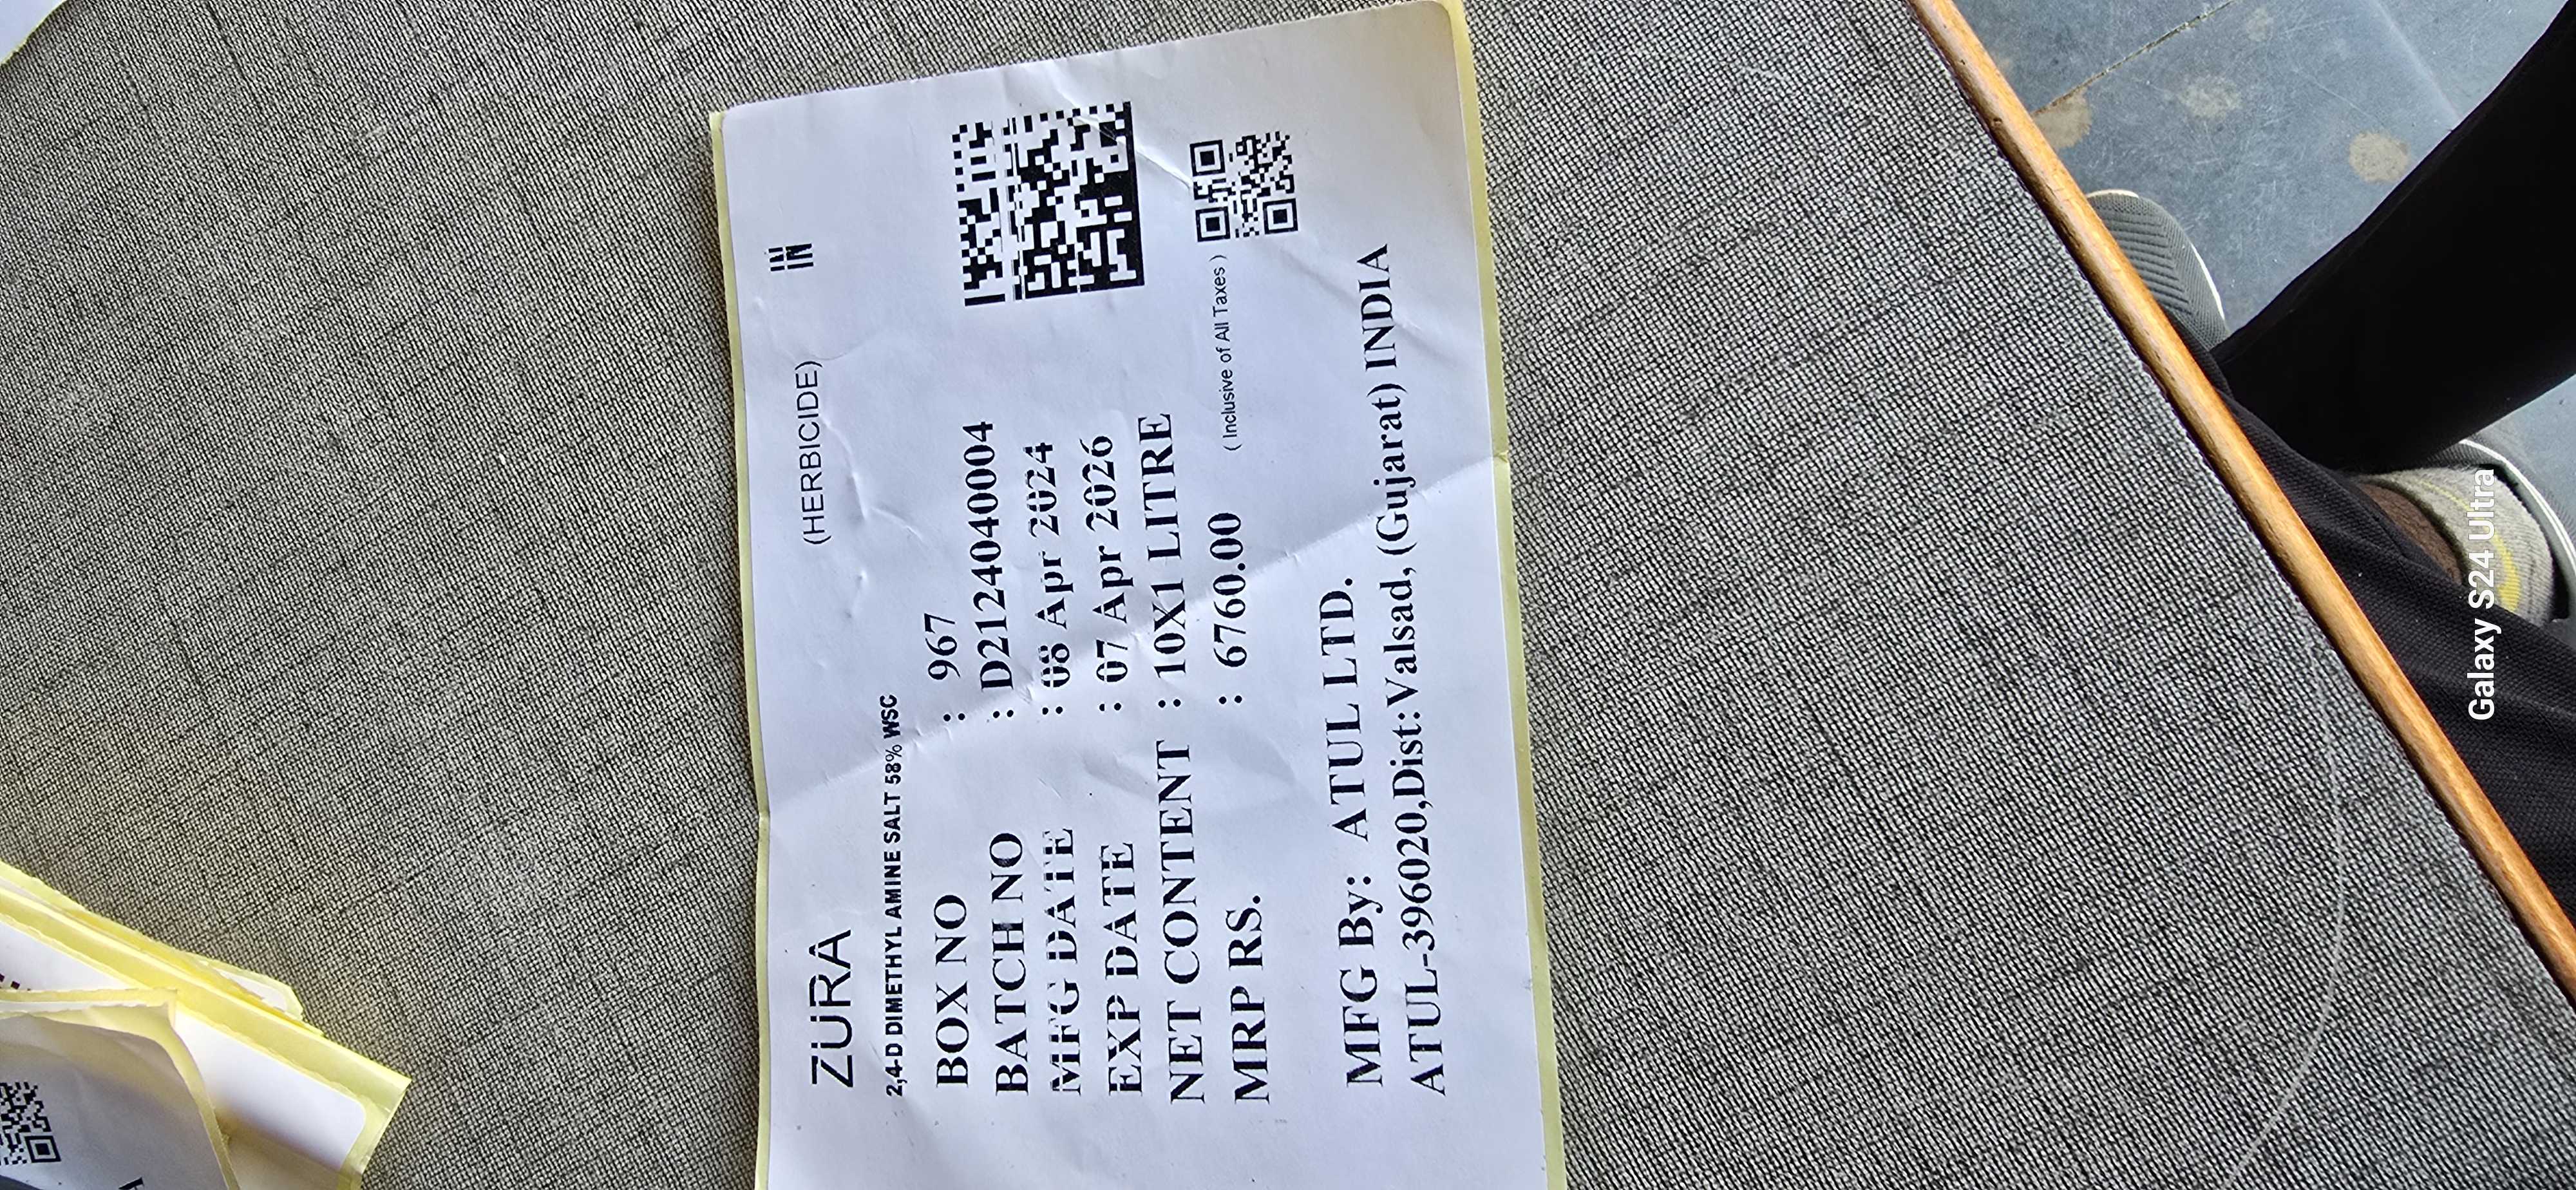 ZURA (HERBICIDE) IN
2,4-D DIMETHYL AMINE SALT 58% WSC
BOX NO : 967
BATCH NO : D2124040004
MFG DATE : 08 Apr 2024
EXP DATE : 07 Apr 2026
NET CONTENT : 10X1 LITRE
MRP RS. : 6760.00 ( Inclusive of All Taxes )
MFG By: ATUL LTD.
ATUL-396020,Dist:Valsad, (Gujarat) INDIA
Galaxy S24 Ultra